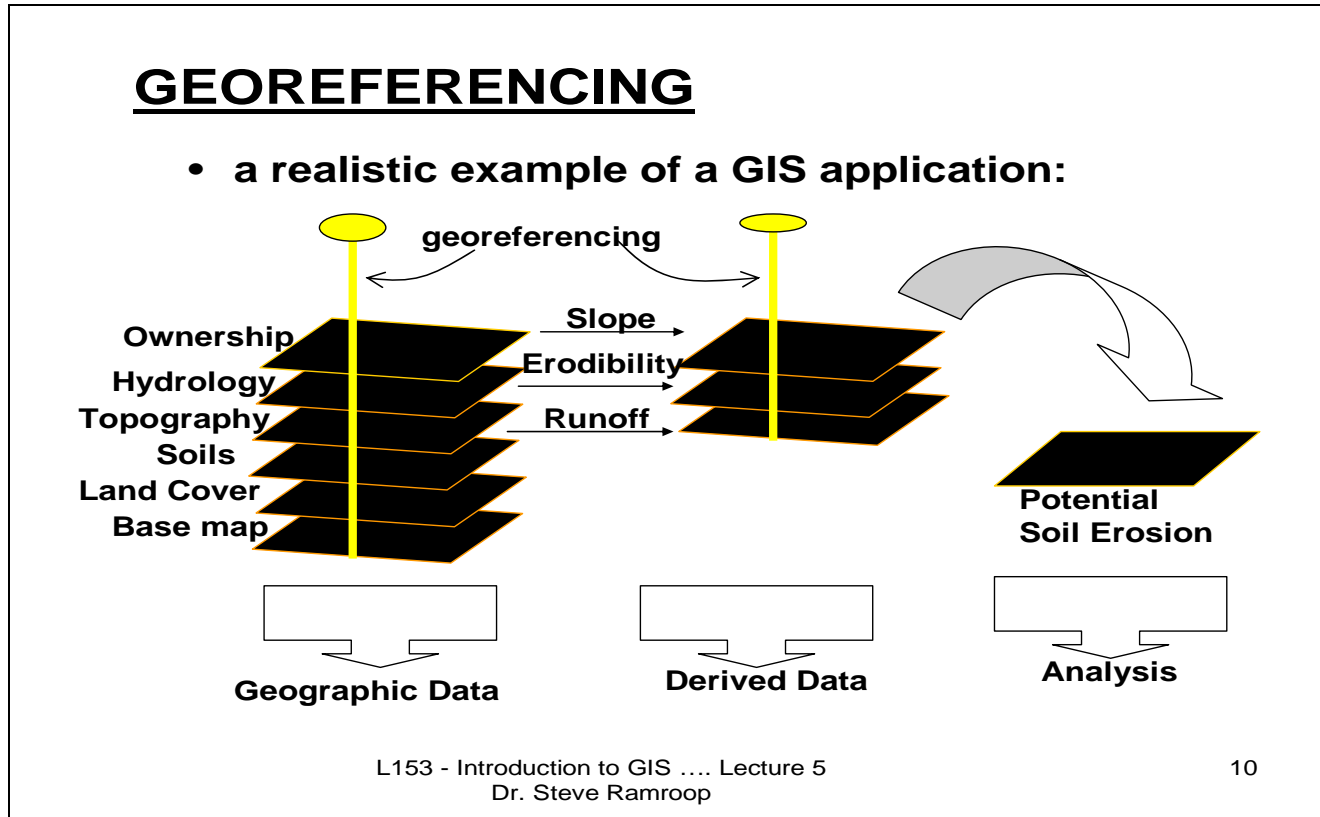 GEOREFERENCING
• a realistic example of a GIS application:
georeferencing
Ownership
Hydrology
Topography
Soils
Land Cover
Base map
Slope
Erodibility
Runoff
Potential
Soil Erosion
Geographic Data
Derived Data
Analysis
L153 - Introduction to GIS .... Lecture 5
Dr. Steve Ramroop
10